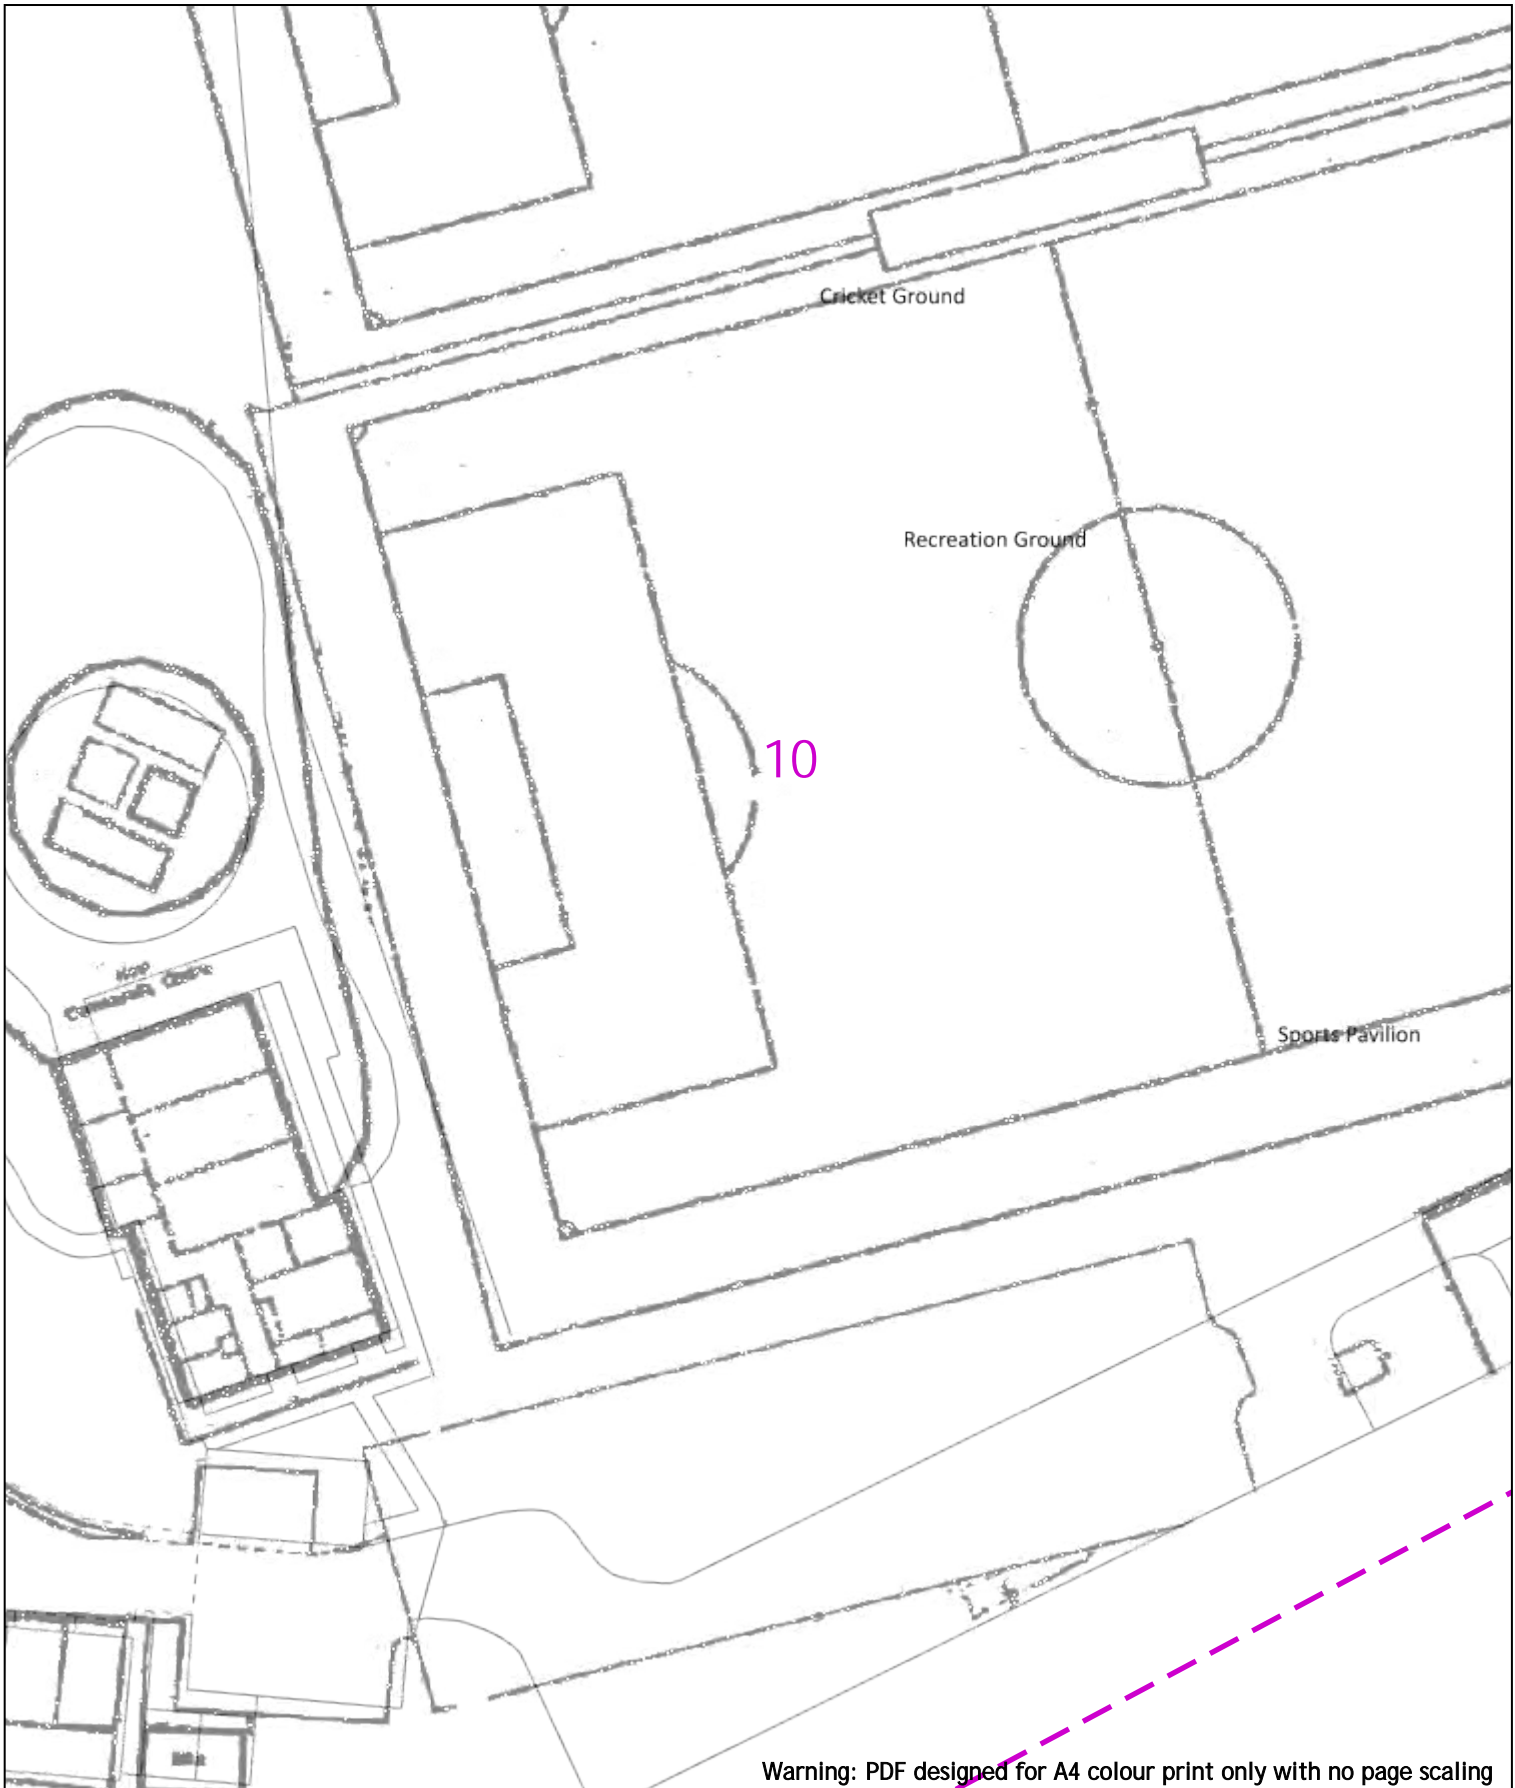 Cricket Ground
Recreation Ground
10
Sports Pavilion
Warning: PDF designed for A4 colour print only with no page scaling